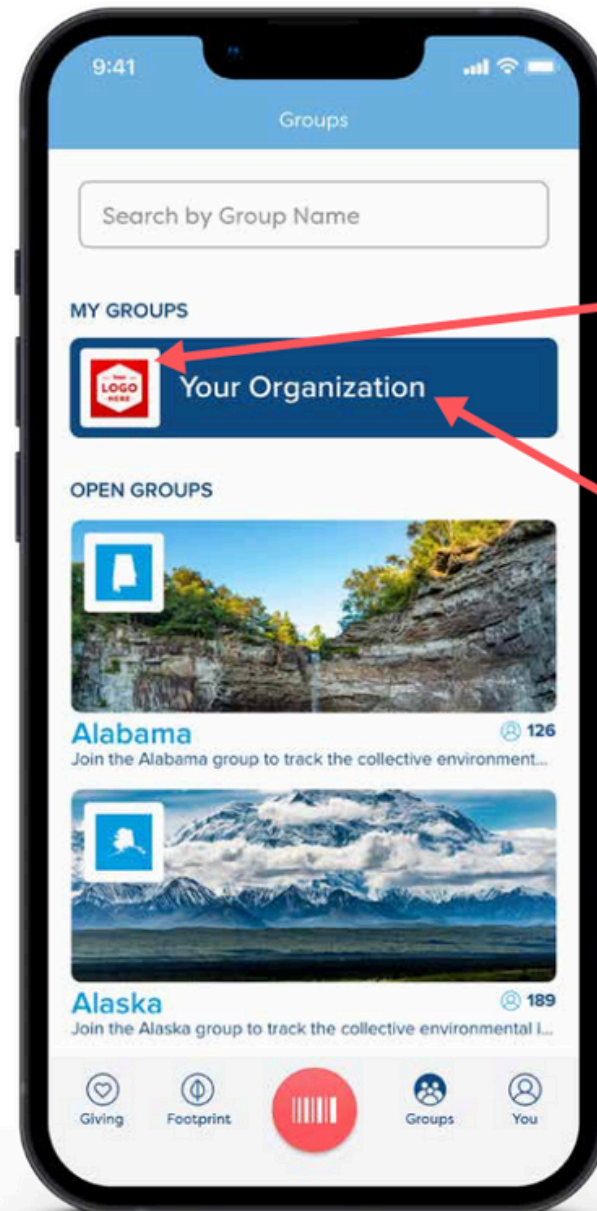 9:41
Groups
Search by Group Name
MY GROUPS
YOUR
LOGO
HERE
Your Organization
OPEN GROUPS
Alabama
126
Join the Alabama group to track the collective environment...
Alaska
189
Join the Alaska group to track the collective environmental i...
Giving
Footprint
Groups
You